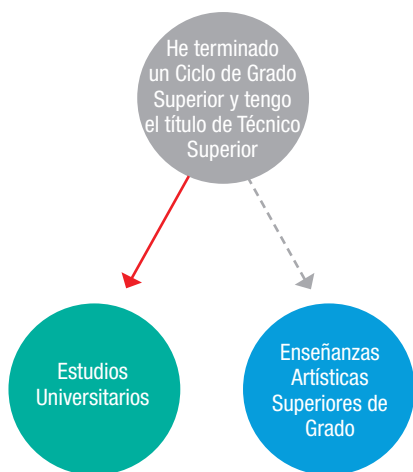 He terminado
un Ciclo de Grado
Superior y tengo
el título de Técnico
Superior
Estudios
Universitarios
Enseñanzas
Artísticas
Superiores de
Grado